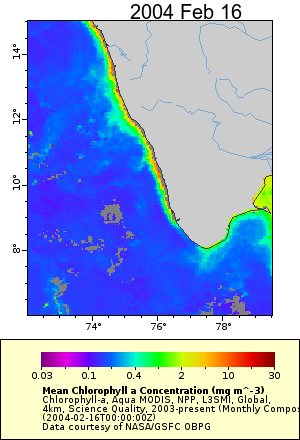 2004 Feb 16
14°
12°
10°
8°
74°
76°
78°
0.03
0.1
0.4
1
3
10
30
Mean Chlorophyll a Concentration (mg m^-3)
Chlorophyll-a, Aqua MODIS, NPP, L3SMI, Global,
4km, Science Quality, 2003-present (Monthly Compos
(2004-02-16T00:00:00Z)
Data courtesy of NASA/GSFC OBPG